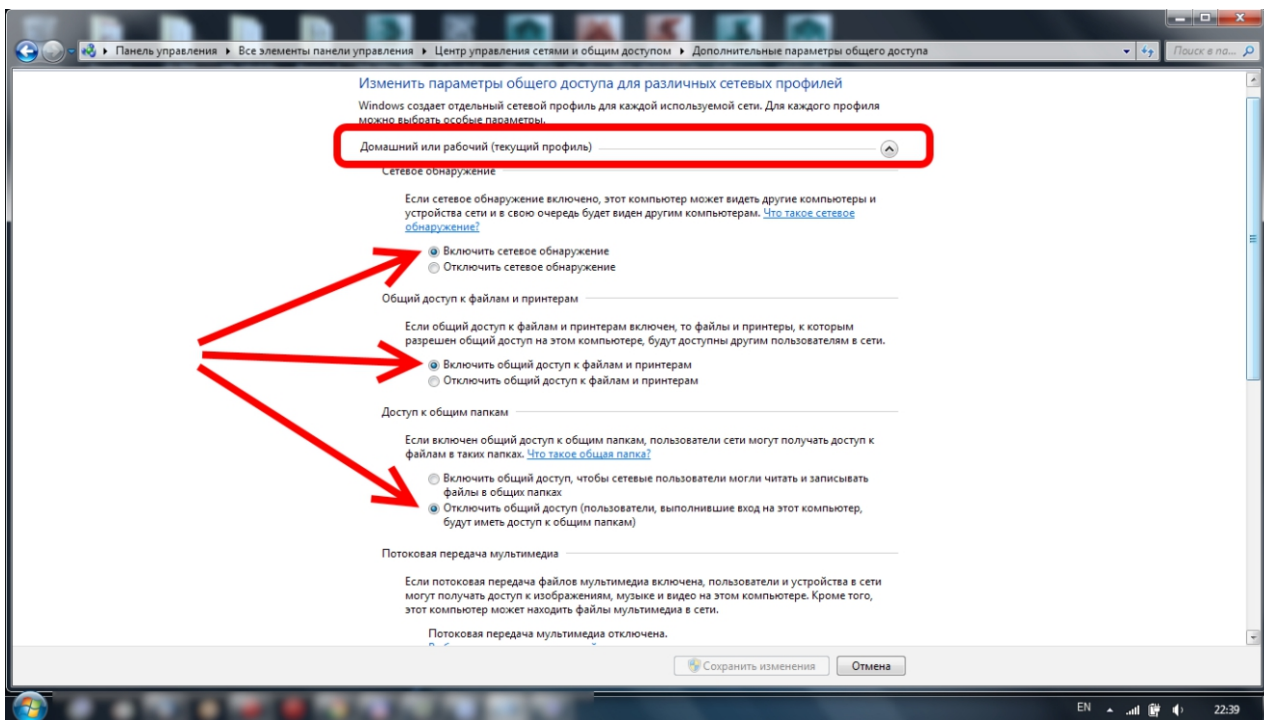 Панель управления ▸ Все элементы панели управления ▸ Центр управления сетями и общим доступом ▸ Дополнительные параметры общего доступа
Поиск в па...
Изменить параметры общего доступа для различных сетевых профилей
Windows создает отдельный сетевой профиль для каждой используемой сети. Для каждого профиля
можно выбрать особые параметры.
Домашний или рабочий (текущий профиль)
Сетевое обнаружение
Если сетевое обнаружение включено, этот компьютер может видеть другие компьютеры и
устройства сети и в свою очередь будет виден другим компьютерам. Что такое сетевое
обнаружение?
Включить сетевое обнаружение
Отключить сетевое обнаружение
Общий доступ к файлам и принтерам
Если общий доступ к файлам и принтерам включен, то файлы и принтеры, к которым
разрешен общий доступ на этом компьютере, будут доступны другим пользователям в сети.
Включить общий доступ к файлам и принтерам
Отключить общий доступ к файлам и принтерам
Доступ к общим папкам
Если включен общий доступ к общим папкам, пользователи сети могут получать доступ к
файлам в таких папках. Что такое общая папка?
Включить общий доступ, чтобы сетевые пользователи могли читать и записывать
файлы в общих папках
Отключить общий доступ (пользователи, выполнившие вход на этот компьютер,
будут иметь доступ к общим папкам)
Потоковая передача мультимедиа
Если потоковая передача файлов мультимедиа включена, пользователи и устройства в сети
могут получать доступ к изображениям, музыке и видео на этом компьютере. Кроме того,
этот компьютер может находить файлы мультимедиа в сети.
Потоковая передача мультимедиа отключена.
Сохранить изменения
Отмена
EN
22:39